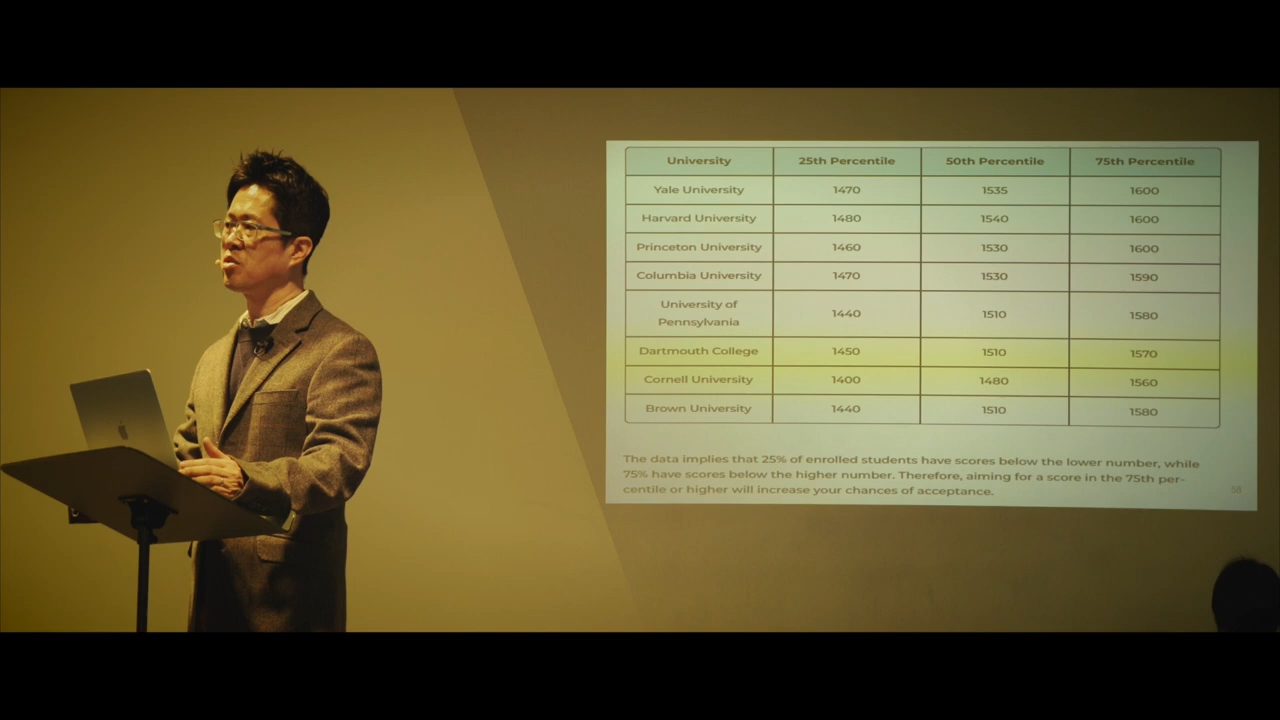 University 25th Percentile 50th Percentile 75th Percentile
Yale University 1470 1535 1600
Harvard University 1480 1540 1600
Princeton University 1460 1530 1600
Columbia University 1470 1530 1590
University of
Pennsylvania 1440 1510 1580
Dartmouth College 1450 1510 1570
Cornell University 1400 1480 1560
Brown University 1440 1510 1580
The data implies that 25% of enrolled students have scores below the lower number, while
75% have scores below the higher number. Therefore, aiming for a score in the 75th per-
centile or higher will increase your chances of acceptance.